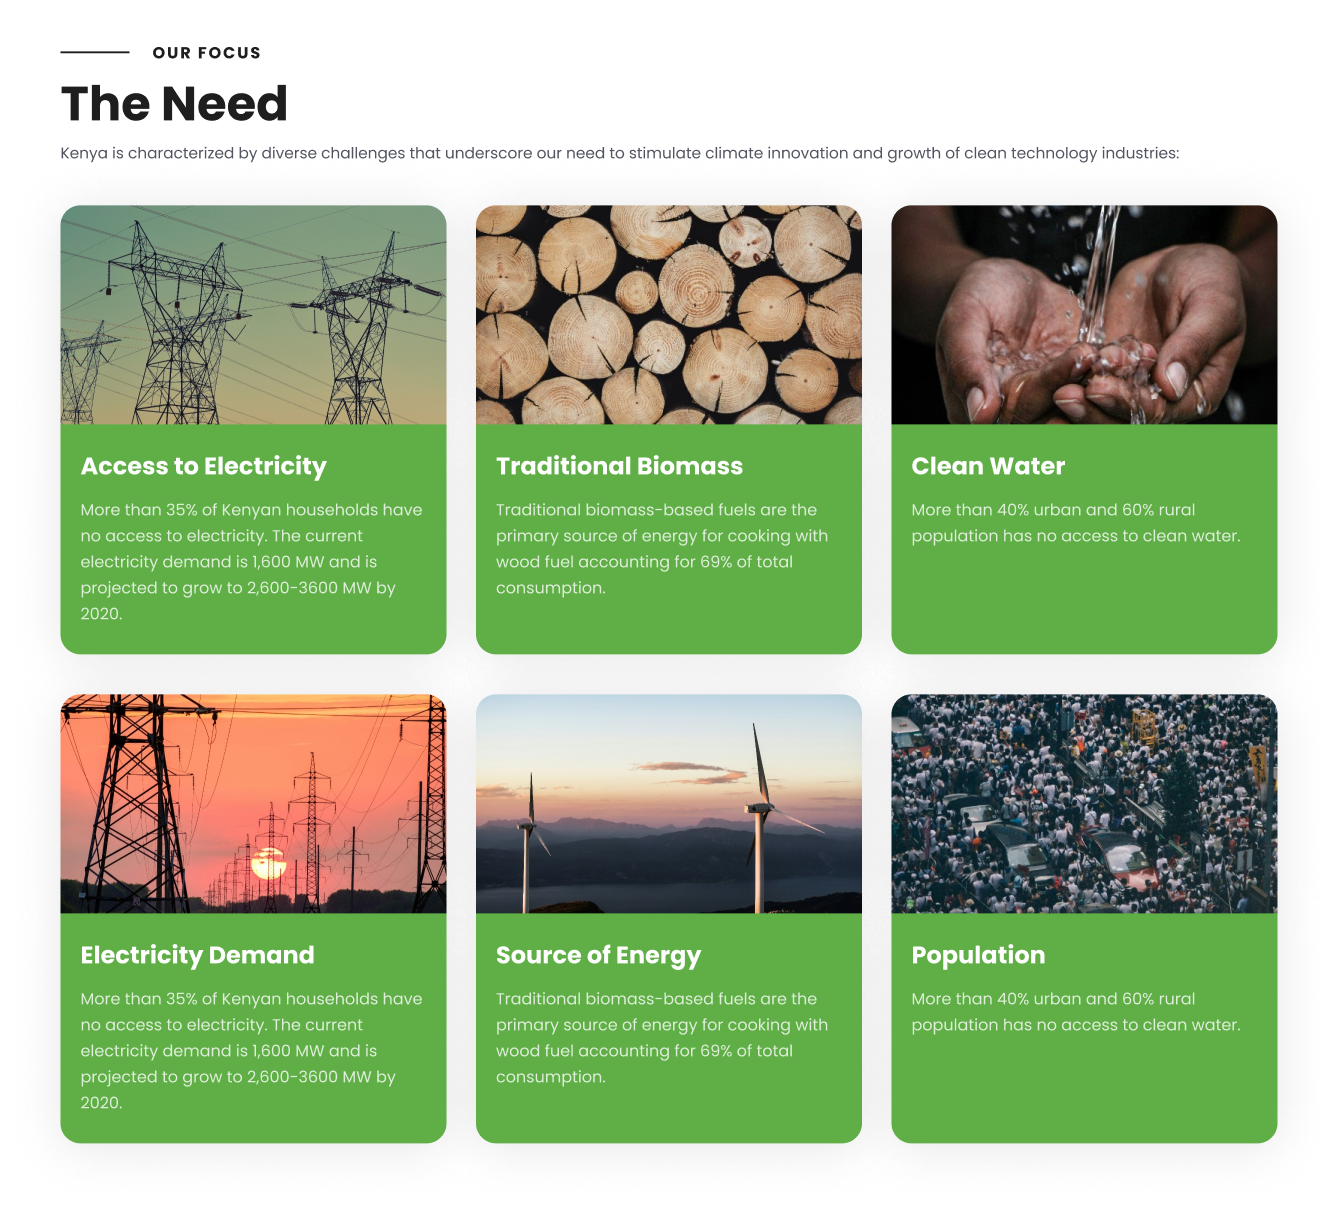 OUR FOCUS
The Need
Kenya is characterized by diverse challenges that underscore our need to stimulate climate innovation and growth of clean technology industries:
Access to Electricity
More than 35% of Kenyan households have
no access to electricity. The current
electricity demand is 1,600 MW and is
projected to grow to 2,600-3600 MW by
2020.
Traditional Biomass
Traditional biomass-based fuels are the
primary source of energy for cooking with
wood fuel accounting for 69% of total
consumption.
Clean Water
More than 40% urban and 60% rural
population has no access to clean water.
Electricity Demand
More than 35% of Kenyan households have
no access to electricity. The current
electricity demand is 1,600 MW and is
projected to grow to 2,600-3600 MW by
2020.
Source of Energy
Traditional biomass-based fuels are the
primary source of energy for cooking with
wood fuel accounting for 69% of total
consumption.
Population
More than 40% urban and 60% rural
population has no access to clean water.